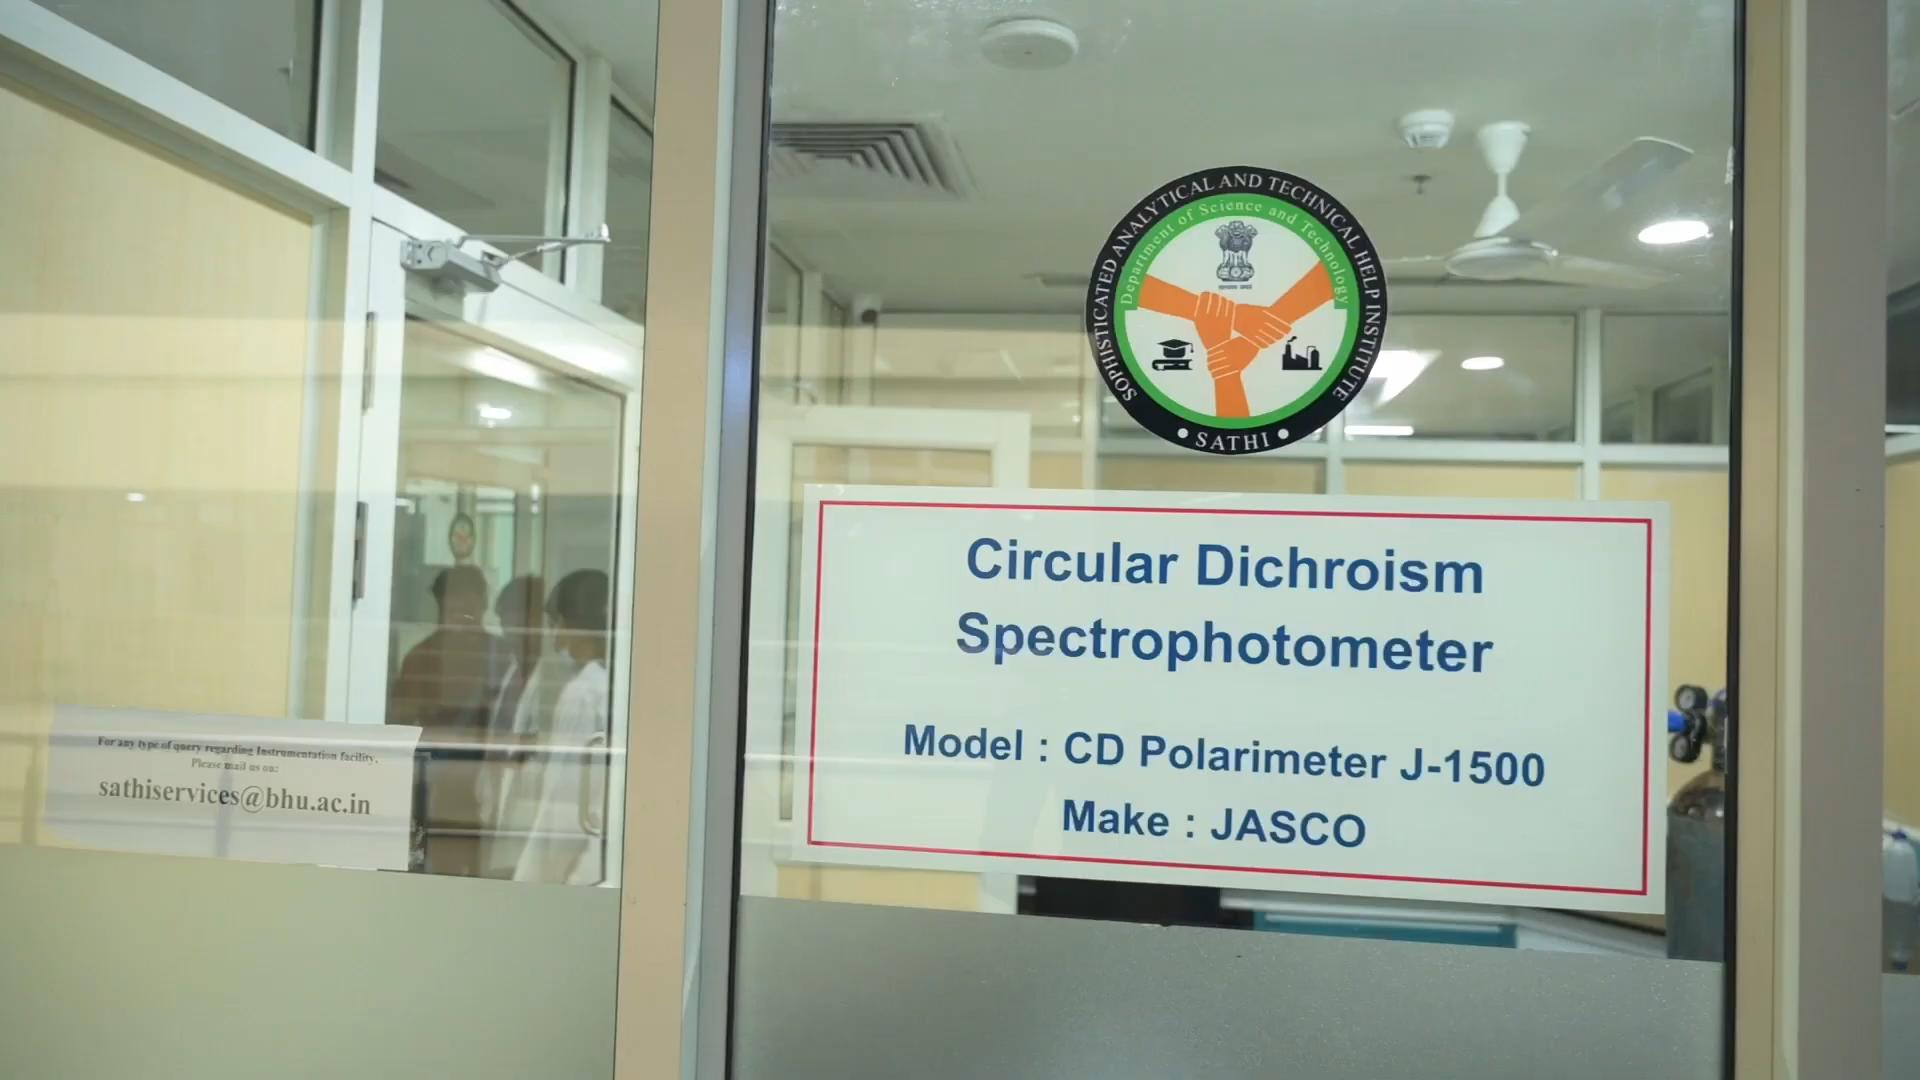 SOPHISTICATED ANALYTICAL AND TECHNICAL HELP INSTITUTE
Department of Science and Technology
• SATHI •
Circular Dichroism
Spectrophotometer
Model : CD Polarimeter J-1500
Make : JASCO
For any type of query regarding Instrumentation facility,
Please mail us on:
sathiservices@bhu.ac.in